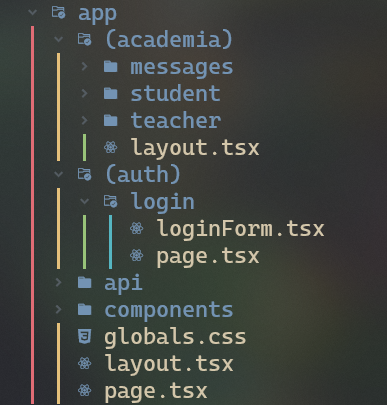 app
(academia)
messages
student
teacher
layout.tsx
(auth)
login
loginForm.tsx
page.tsx
api
components
globals.css
layout.tsx
page.tsx